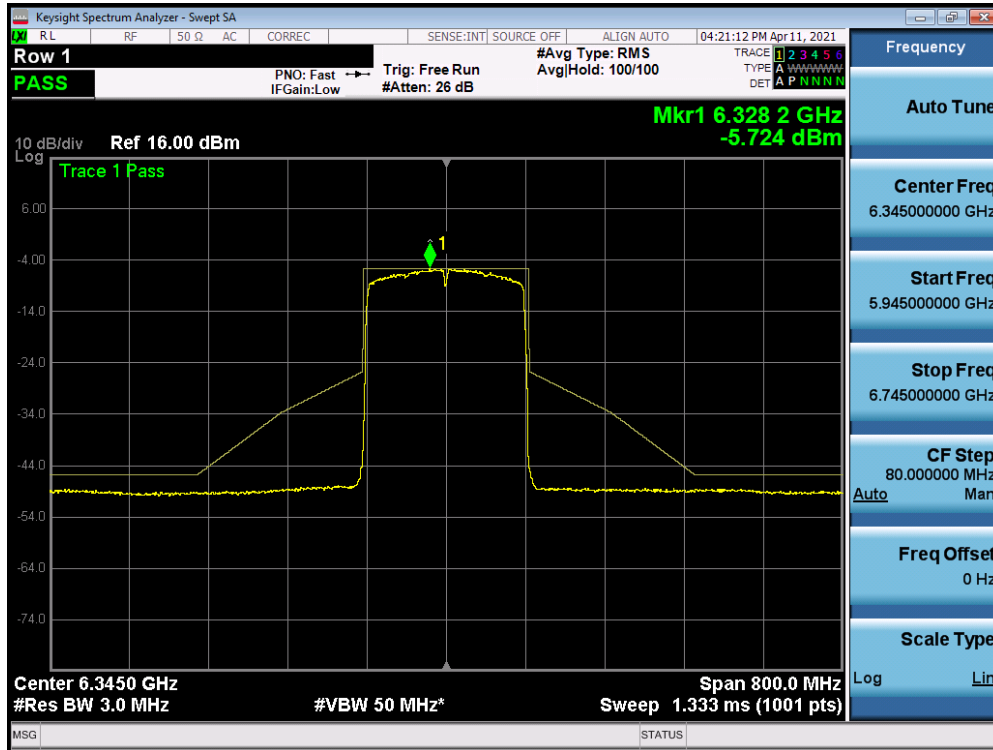 Keysight Spectrum Analyzer - Swept SA
LXI RL RF 50 Ω AC CORREC SENSE:INT SOURCE OFF ALIGN AUTO 04:21:12 PM Apr 11, 2021
Row 1
PASS
PNO: Fast
IFGain:Low
Trig: Free Run
#Atten: 26 dB
#Avg Type: RMS
Avg|Hold: 100/100
TRACE 1 2 3 4 5 6
TYPE A WWWWW
DET A P N N N N
Mkr1 6.328 2 GHz
-5.724 dBm
10 dB/div Ref 16.00 dBm
Log
Trace 1 Pass
1
6.00
-4.00
-14.0
-24.0
-34.0
-44.0
-54.0
-64.0
-74.0
Center 6.3450 GHz Span 800.0 MHz
#Res BW 3.0 MHz #VBW 50 MHz* Sweep 1.333 ms (1001 pts)
MSG STATUS
Frequency
Auto Tune
Center Freq
6.345000000 GHz
Start Freq
5.945000000 GHz
Stop Freq
6.745000000 GHz
CF Step
80.000000 MHz
Auto Man
Freq Offset
0 Hz
Scale Type
Log Lin